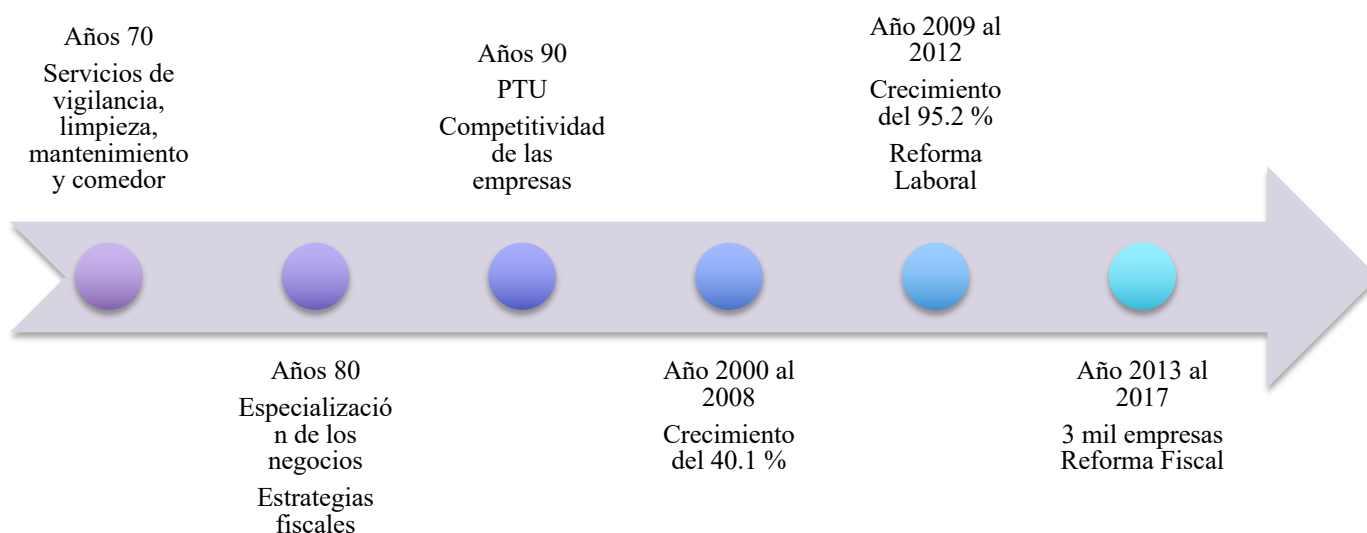 Años 70
Servicios de
vigilancia,
limpieza,
mantenimiento
y comedor
Años 80
Especializació
n de los
negocios
Estrategias
fiscales
Años 90
PTU
Competitividad
de las
empresas
Año 2000 al
2008
Crecimiento
del 40.1 %
Año 2009 al
2012
Crecimiento
del 95.2 %
Reforma
Laboral
Año 2013 al
2017
3 mil empresas
Reforma Fiscal